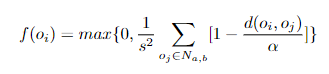 f(o_i) = max{0, \frac{1}{s^2} \sum_{o_j \in N_{a,b}} [1 - \frac{d(o_i, o_j)}{\alpha}]}